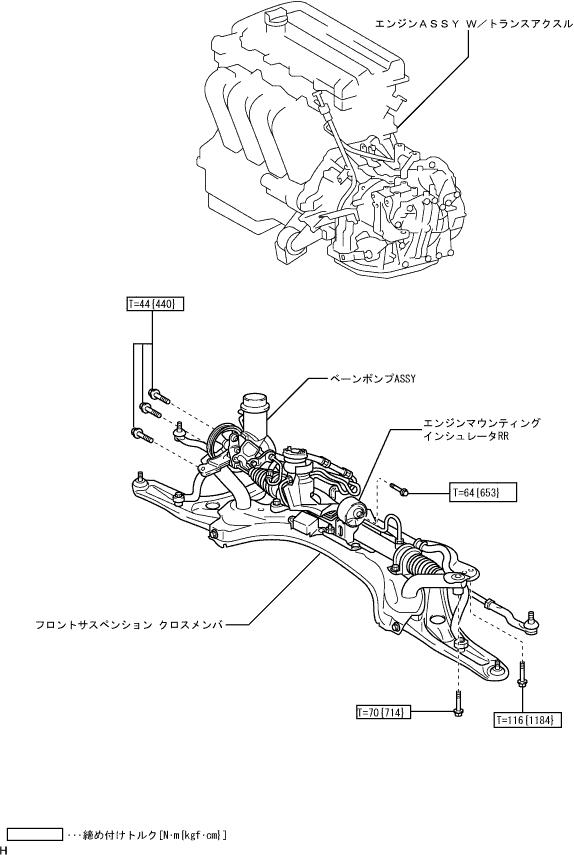 エンジンＡＳＳＹ Ｗ／トランスアクスル
T=44{440}
ベーンポンプASSY
エンジンマウンティング
インシュレータRR
T=64{653}
フロントサスペンション クロスメンバ
T=70{714}
T=116{1184}
･･･締め付けトルク[N･m{kgf･cm}]
H